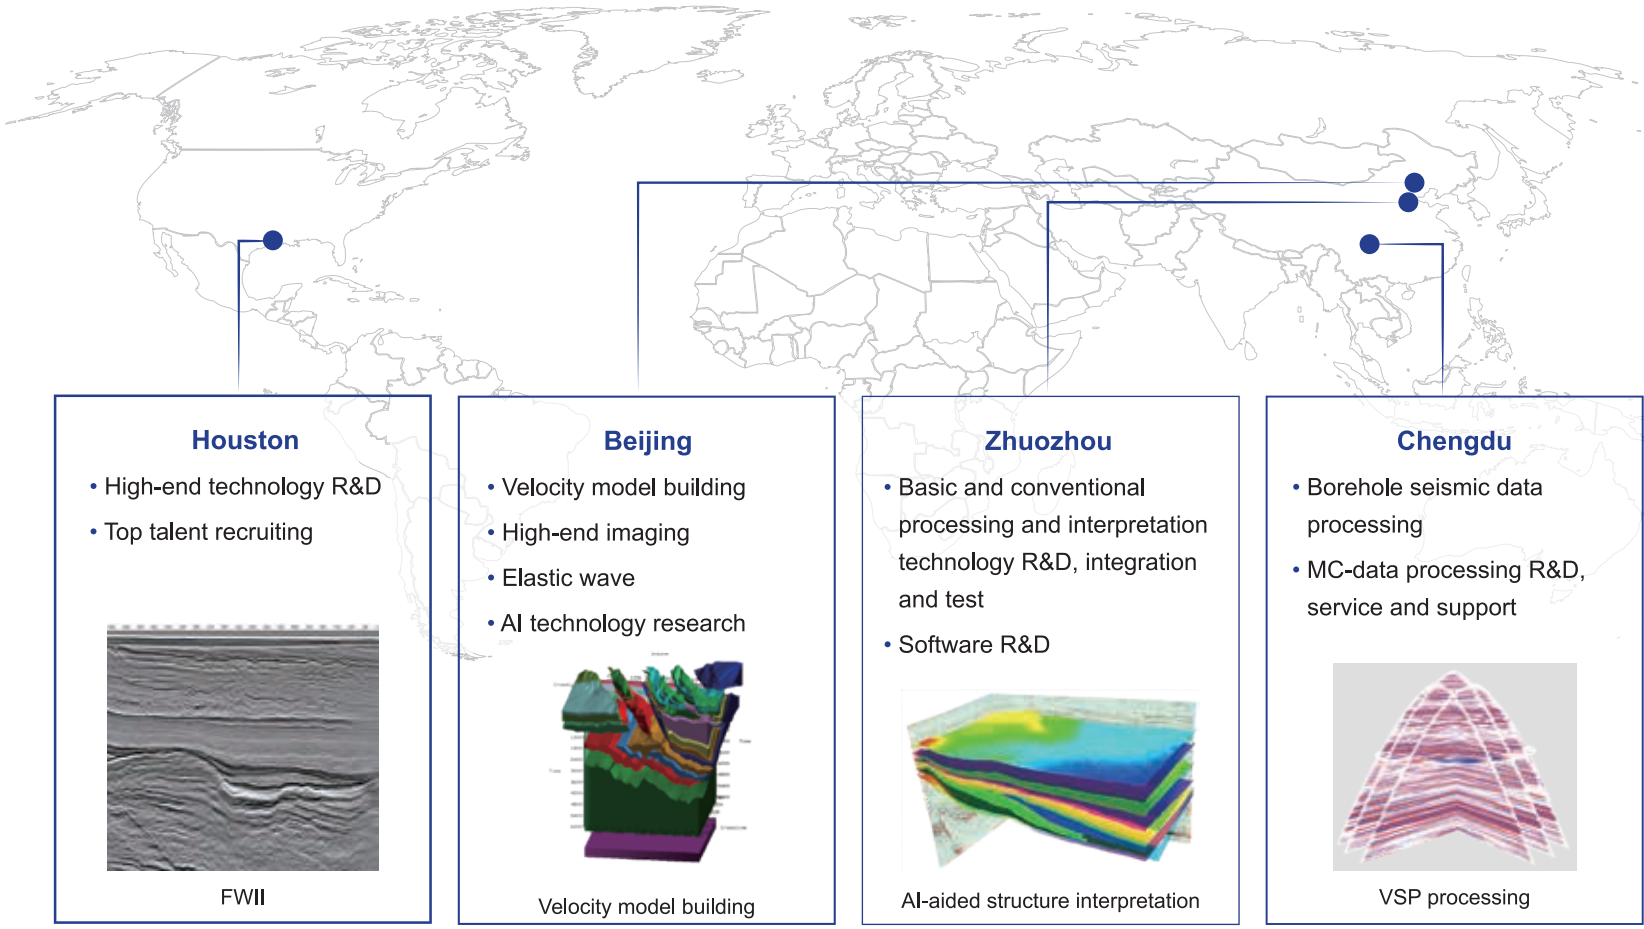 Houston
• High-end technology R&D
• Top talent recruiting
FWII
Beijing
• Velocity model building
• High-end imaging
• Elastic wave
• AI technology research
Velocity model building
Zhuozhou
• Basic and conventional
processing and interpretation
technology R&D, integration
and test
• Software R&D
AI-aided structure interpretation
Chengdu
• Borehole seismic data
processing
• MC-data processing R&D,
service and support
VSP processing